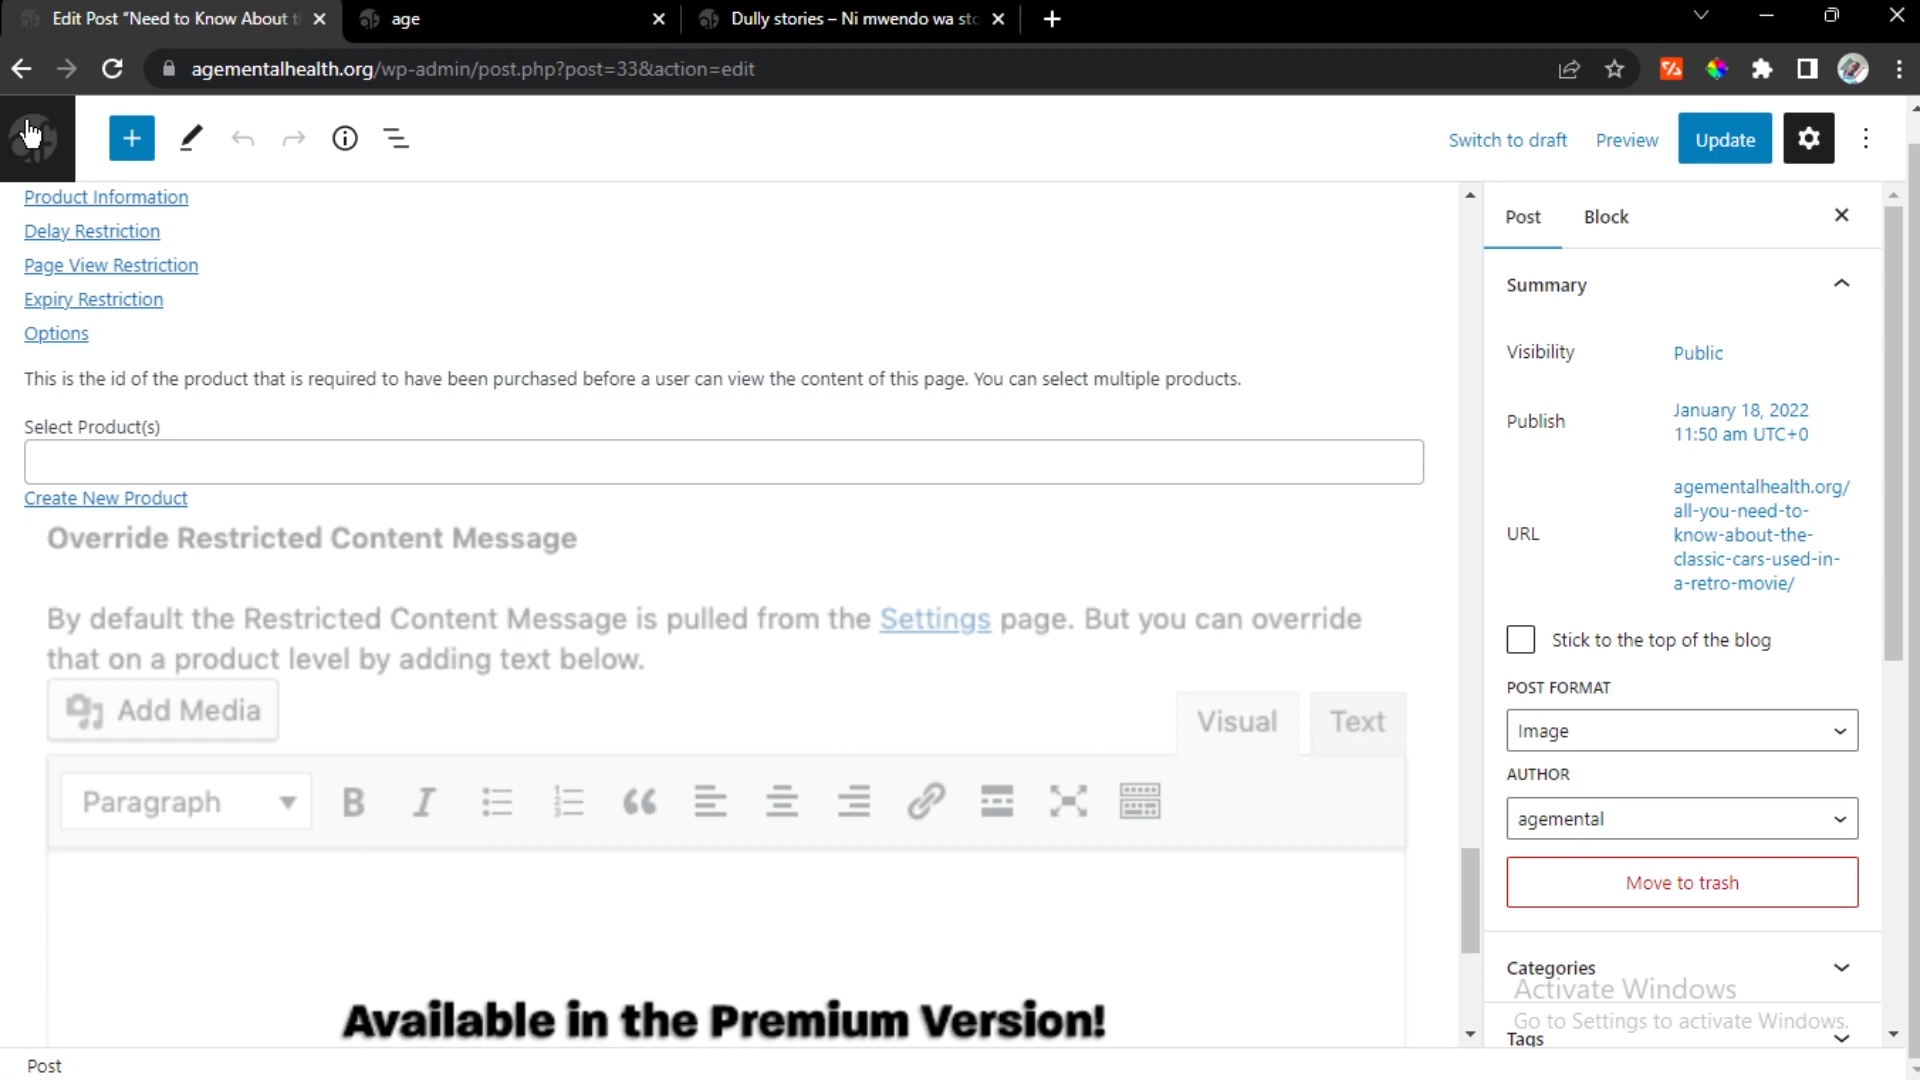 Edit Post "Need to Know About t
age
Dully stories – Ni mwendo wa sto
agementalhealth.org/wp-admin/post.php?post=33&action=edit
Switch to draft
Preview
Update
Product Information
Delay Restriction
Page View Restriction
Expiry Restriction
Options
This is the id of the product that is required to have been purchased before a user can view the content of this page. You can select multiple products.
Select Product(s)
Create New Product
Override Restricted Content Message
By default the Restricted Content Message is pulled from the Settings page. But you can override
that on a product level by adding text below.
Add Media
Visual
Text
Paragraph
Available in the Premium Version!
Post
Post
Block
Summary
Visibility
Public
Publish
January 18, 2022
11:50 am UTC+0
URL
agementalhealth.org/
all-you-need-to-
know-about-the-
classic-cars-used-in-
a-retro-movie/
Stick to the top of the blog
POST FORMAT
Image
AUTHOR
agemental
Move to trash
Categories
Activate Windows
Go to Settings to activate Windows.
Tags